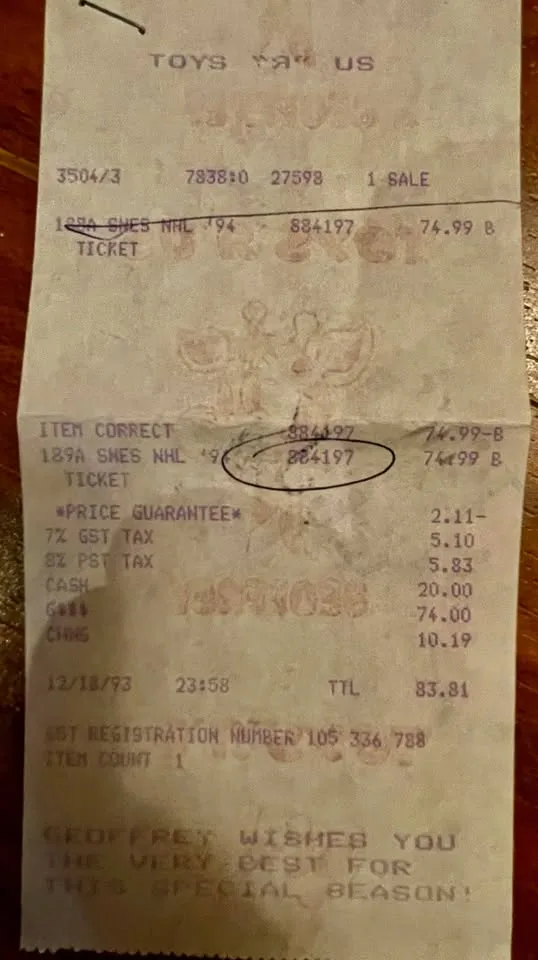 TOYS "Я" US
3504/3 7838:0 27598 1 SALE
189A SNES NHL '94 884197 74.99 B
TICKET
ITEM CORRECT 884197 74.99-B
189A SNES NHL '94 884197 74.99 B
TICKET
*PRICE GUARANTEE* 2.11-
7% GST TAX 5.10
8% PST TAX 5.83
CASH 20.00
G$$$ 74.00
CHNG 10.19
12/18/93 23:58 TTL 83.81
GST REGISTRATION NUMBER 105 336 788
ITEM COUNT 1
GEOFFREY WISHES YOU
THE VERY BEST FOR
THIS SPECIAL SEASON!